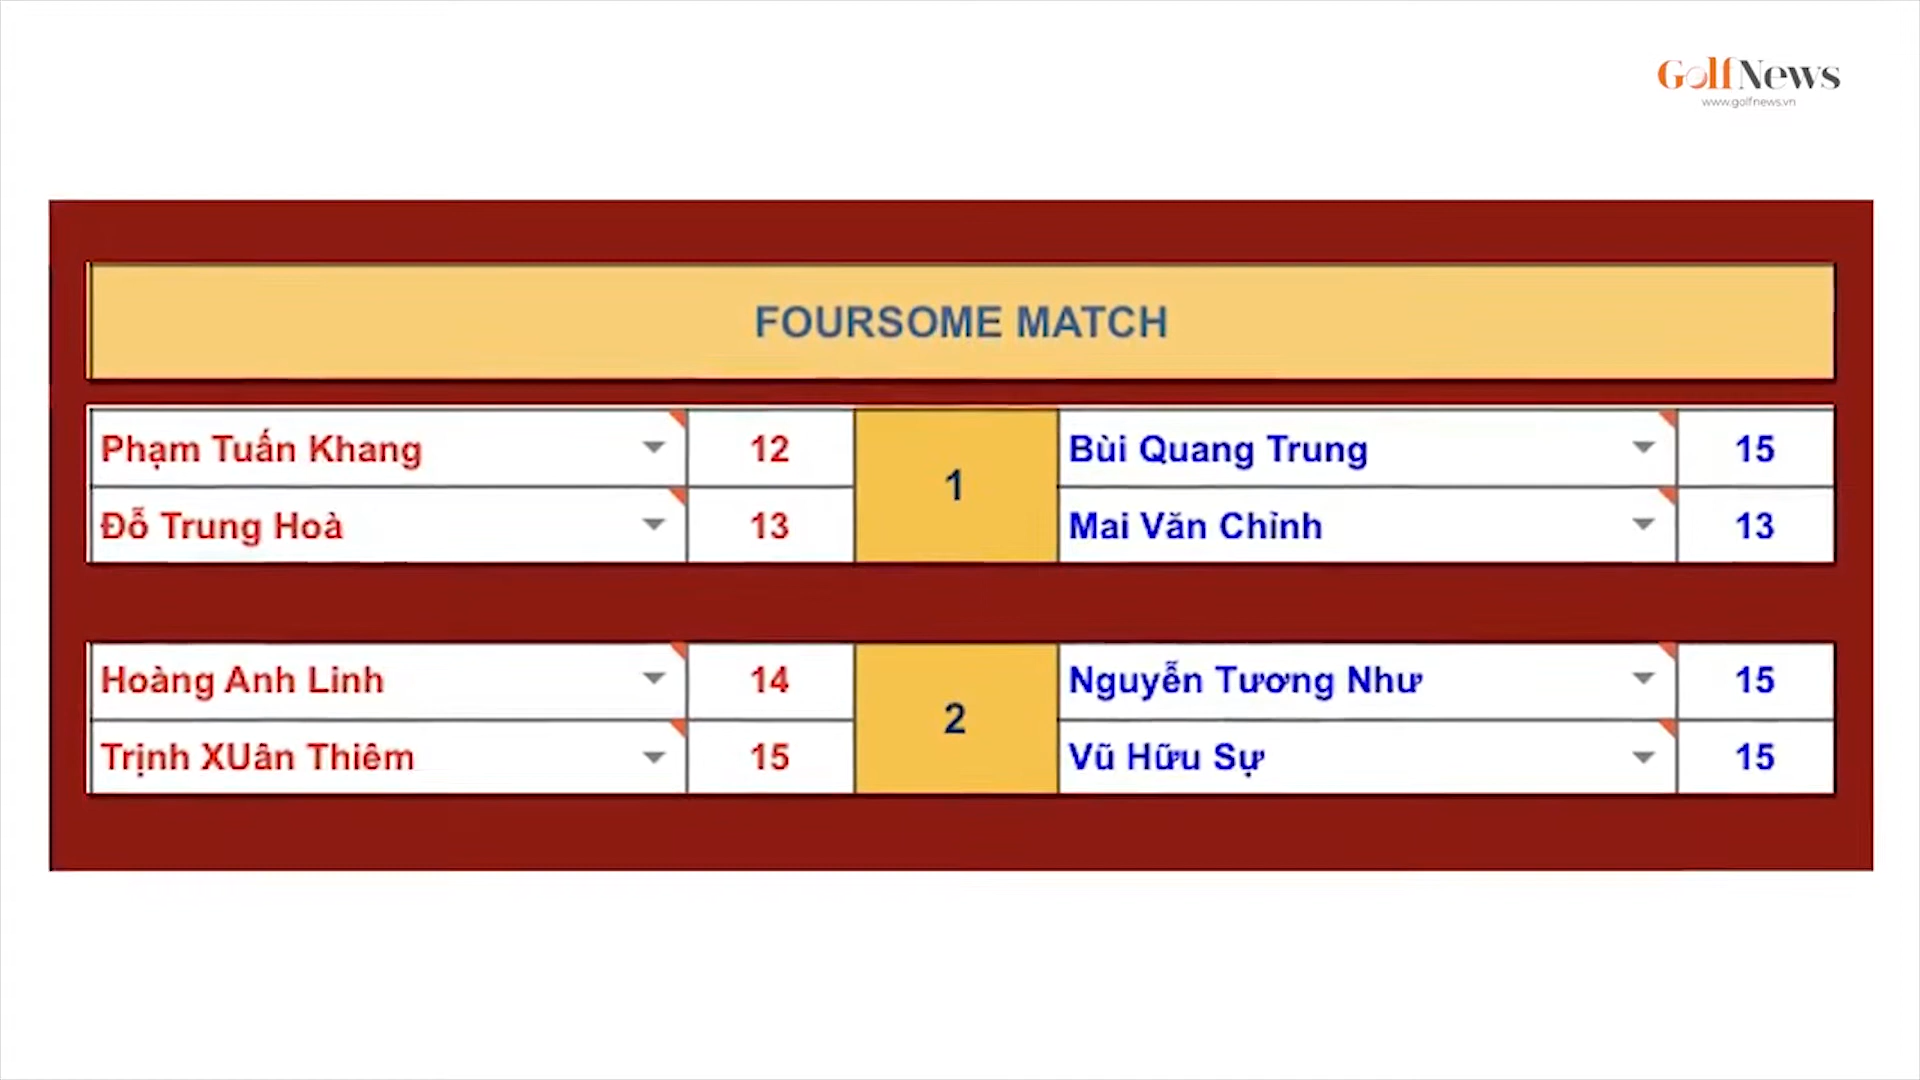 GolfNews
www.golfnews.vn
FOURSOME MATCH
Phạm Tuấn Khang 12 1 Bùi Quang Trung 15
Đỗ Trung Hoà 13 Mai Văn Chỉnh 13
Hoàng Anh Linh 14 2 Nguyễn Tương Như 15
Trịnh XUân Thiêm 15 Vũ Hữu Sự 15